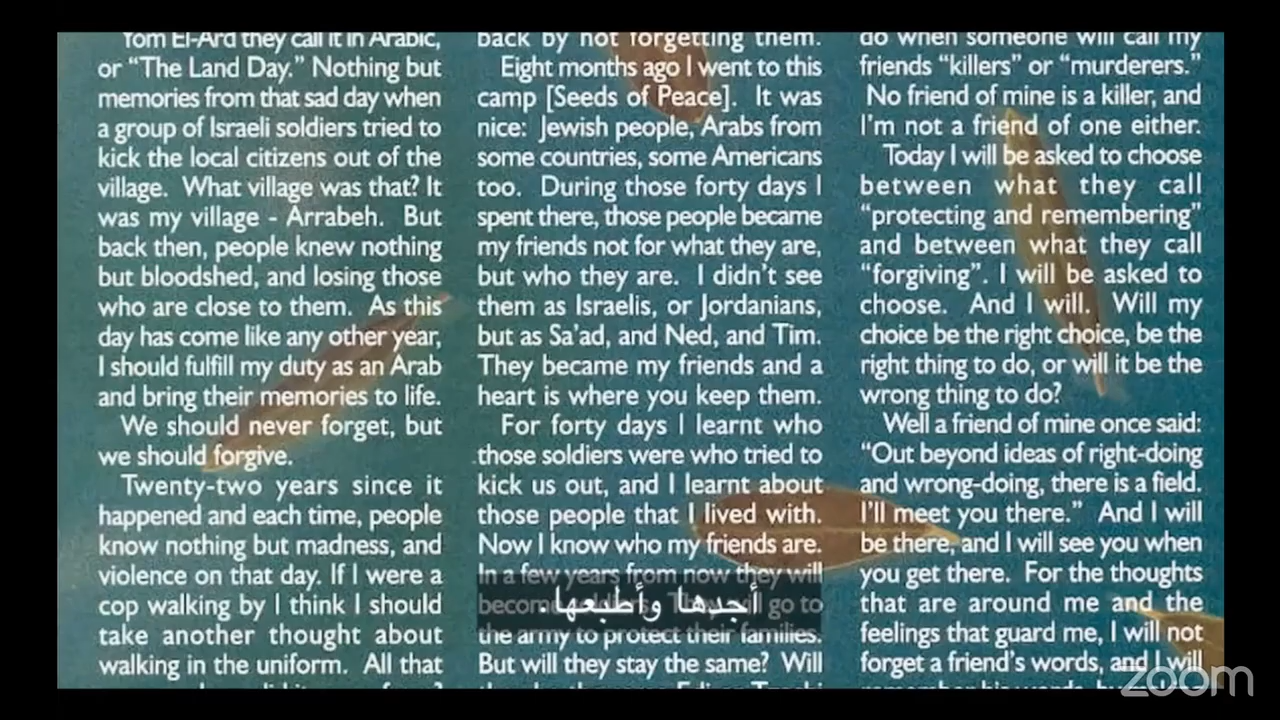 Yom El-Ard they call it in Arabic,
or “The Land Day.” Nothing but
memories from that sad day when
a group of Israeli soldiers tried to
kick the local citizens out of the
village. What village was that? It
was my village - Arrabeh. But
back then, people knew nothing
but bloodshed, and losing those
who are close to them. As this
day has come like any other year,
I should fulfill my duty as an Arab
and bring their memories to life.
We should never forget, but
we should forgive.
Twenty-two years since it
happened and each time, people
know nothing but madness, and
violence on that day. If I were a
cop walking by I think I should
take another thought about
walking in the uniform. All that
back by not forgetting them.
Eight months ago I went to this
camp [Seeds of Peace]. It was
nice: Jewish people, Arabs from
some countries, some Americans
too. During those forty days I
spent there, those people became
my friends not for what they are,
but who they are. I didn’t see
them as Israelis, or Jordanians,
but as Sa’ad, and Ned, and Tim.
They became my friends and a
heart is where you keep them.
For forty days I learnt who
those soldiers were who tried to
kick us out, and I learnt about
those people that I lived with.
Now I know who my friends are.
In a few years from now they will
become go to
the army to protect their families.
But will they stay the same? Will
do when someone will call my
friends “killers” or “murderers.”
No friend of mine is a killer, and
I’m not a friend of one either.
Today I will be asked to choose
between what they call
“protecting and remembering”
and between what they call
“forgiving”. I will be asked to
choose. And I will. Will my
choice be the right choice, be the
right thing to do, or will it be the
wrong thing to do?
Well a friend of mine once said:
“Out beyond ideas of right-doing
and wrong-doing, there is a field.
I’ll meet you there.” And I will
be there, and I will see you when
you get there. For the thoughts
that are around me and the
feelings that guard me, I will not
forget a friend’s words, and I will
أجدها وأطبعها.
zoom